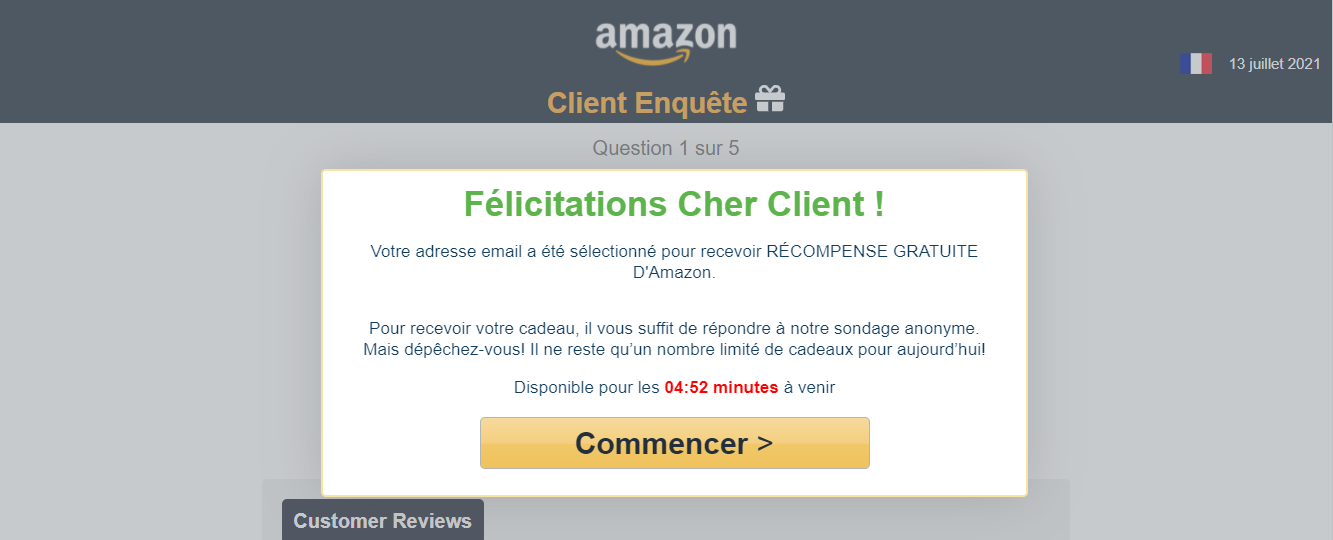 amazon
13 juillet 2021
Client Enquête
Question 1 sur 5
Félicitations Cher Client !
Votre adresse email a été sélectionné pour recevoir RÉCOMPENSE GRATUITE
D'Amazon.
Pour recevoir votre cadeau, il vous suffit de répondre à notre sondage anonyme.
Mais dépêchez-vous! Il ne reste qu’un nombre limité de cadeaux pour aujourd’hui!
Disponible pour les 04:52 minutes à venir
Commencer >
Customer Reviews